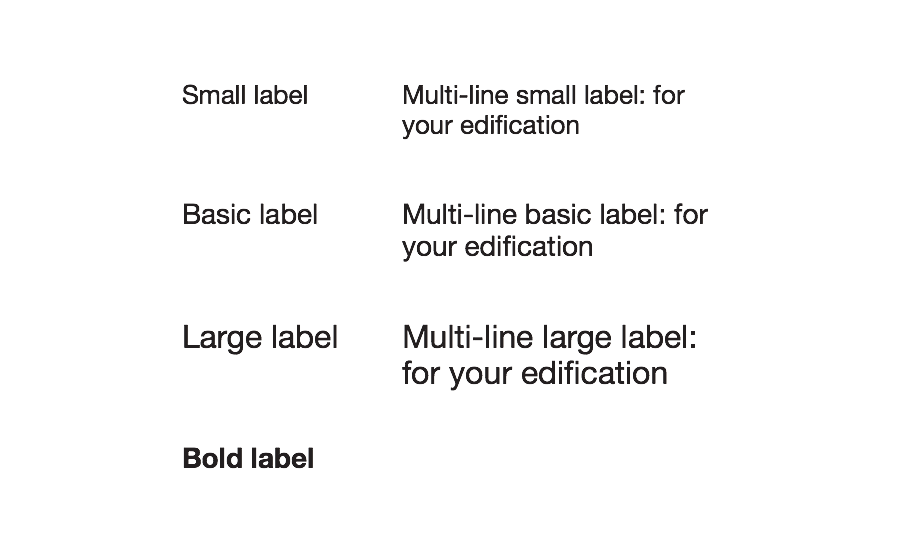 Small label
Multi-line small label: for
your edification
Basic label
Multi-line basic label: for
your edification
Large label
Multi-line large label:
for your edification
Bold label